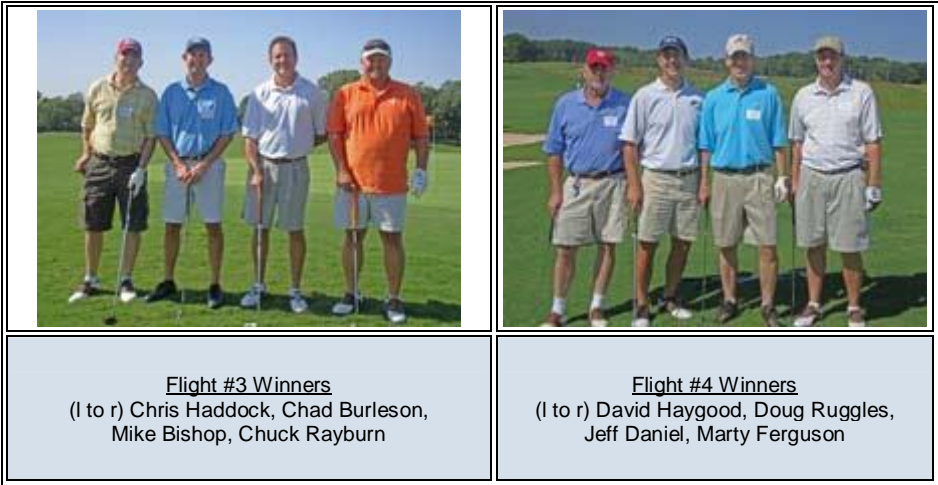 Flight #3 Winners
(l to r) Chris Haddock, Chad Burleson,
Mike Bishop, Chuck Rayburn
Flight #4 Winners
(l to r) David Haygood, Doug Ruggles,
Jeff Daniel, Marty Ferguson